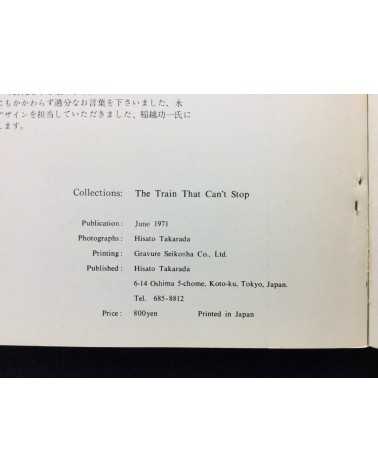 にもかかわらず過分なお言葉を下さいました、永
デザインを担当していただきました、稲越功一氏に
します。
Collections: The Train That Can't Stop
Publication: June 1971
Photographs: Hisato Takarada
Printing: Gravure Seikosha Co., Ltd.
Published: Hisato Takarada
6-14 Oshima 5-chome, Koto-ku, Tokyo, Japan.
Tel. 685-8812
Price: 800yen Printed in Japan